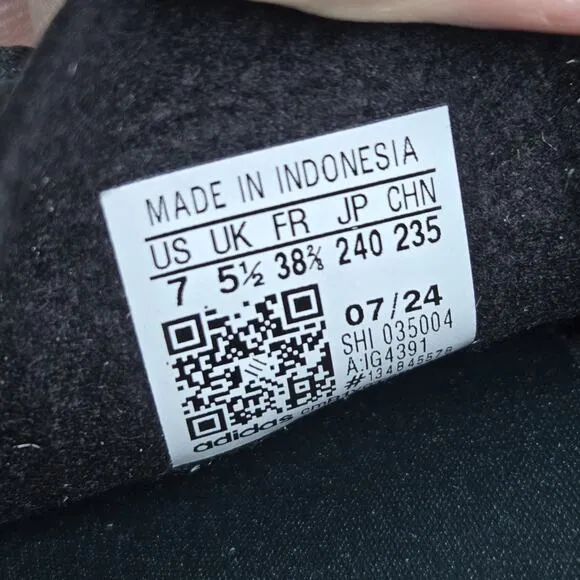 MADE IN INDONESIA
US UK FR JP CHN
7 5½ 38⅔ 240 235
07/24
SHI 035004
A:IG4391
adidas